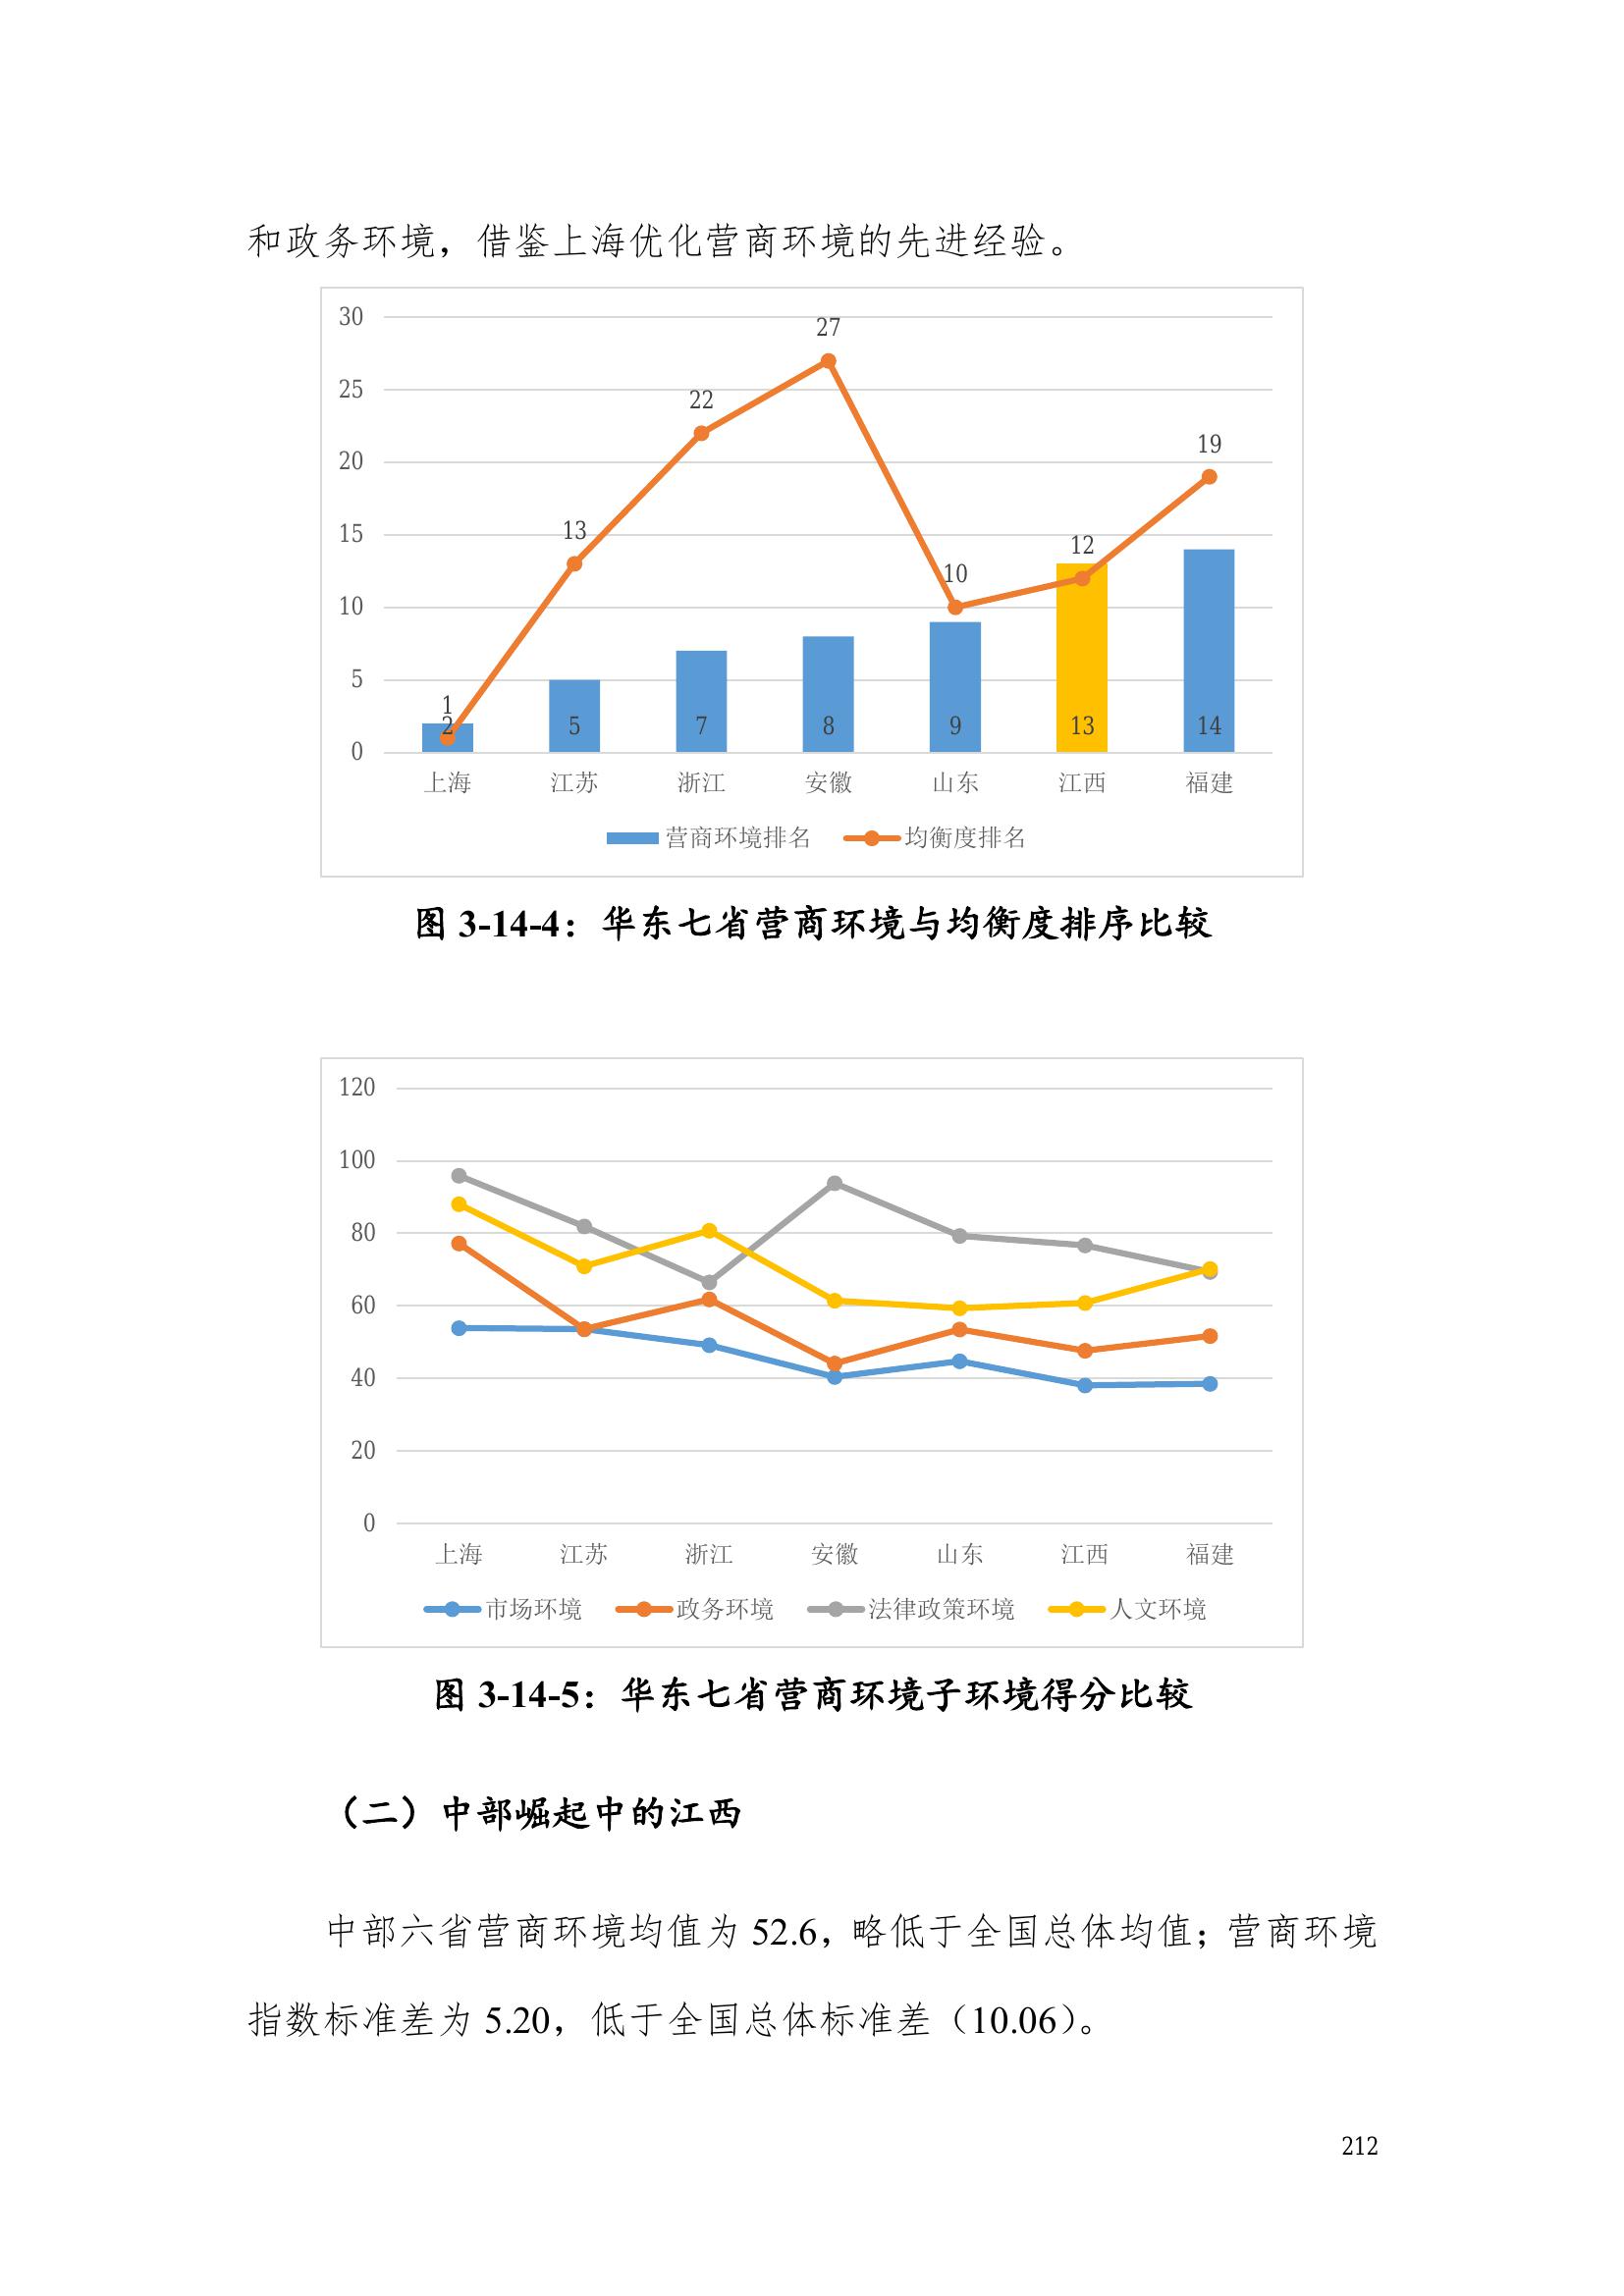 和政务环境，借鉴上海优化营商环境的先进经验。
30
25
20
15
10
5
0
1
13
22
27
10
12
19
2
5
7
8
9
13
14
上海 江苏 浙江 安徽 山东 江西 福建
营商环境排名 均衡度排名
图 3-14-4：华东七省营商环境与均衡度排序比较
120
100
80
60
40
20
0
上海 江苏 浙江 安徽 山东 江西 福建
市场环境 政务环境 法律政策环境 人文环境
图 3-14-5：华东七省营商环境子环境得分比较
（二）中部崛起中的江西
中部六省营商环境均值为 52.6，略低于全国总体均值；营商环境
指数标准差为 5.20，低于全国总体标准差（10.06）。
212